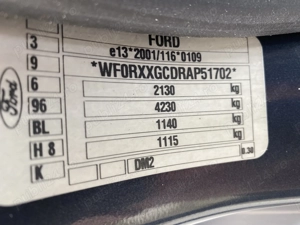 3 FORD
e13*2001/116*0109
9 *WF0RXXGCDRAP51702*
6 2130 kg
96 4230 kg
BL 1140 kg
H 8 1115 kg
K DM2 0.30
Ford